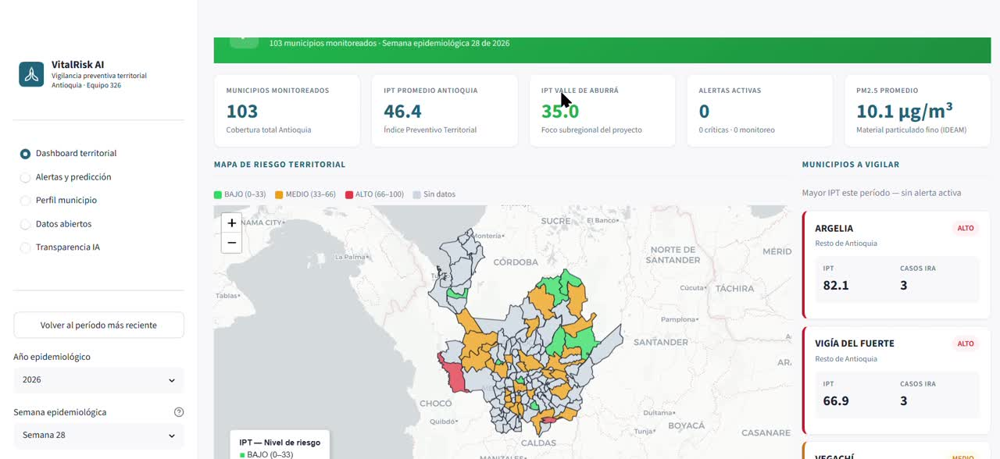 VitalRisk AI
Vigilancia preventiva territorial
Antioquia · Equipo 326
Dashboard territorial
Alertas y predicción
Perfil municipio
Datos abiertos
Transparencia IA
Volver al período más reciente
Año epidemiológico
2026
Semana epidemiológica
Semana 28
103 municipios monitoreados · Semana epidemiológica 28 de 2026
MUNICIPIOS MONITOREADOS
103
Cobertura total Antioquia
IPT PROMEDIO ANTIOQUIA
46.4
Índice Preventivo Territorial
IPT VALLE DE ABURRÁ
35.0
Foco subregional del proyecto
ALERTAS ACTIVAS
0
0 críticas · 0 monitoreo
PM2.5 PROMEDIO
10.1 µg/m³
Material particulado fino (IDEAM)
MAPA DE RIESGO TERRITORIAL
BAJO (0–33) MEDIO (33–66) ALTO (66–100) Sin datos
+
−
NAMA CITY
La Palma
Tablas
Montería
SUCRE
El Banco
CÓRDOBA
NORTE DE
SANTANDER
MÉRID
Cúcuta
TÁCHIRA
Pamplona
SANTANDER
CHOCÓ
Quibdó
Duitama
Tunja
BOYACÁ
CASANARE
CALDAS
MANIZALES
IPT — Nivel de riesgo
BAJO (0–33)
MUNICIPIOS A VIGILAR
Mayor IPT este período — sin alerta activa
ARGELIA
ALTO
Resto de Antioquia
IPT
CASOS IRA
82.1
3
VIGÍA DEL FUERTE
ALTO
Resto de Antioquia
IPT
CASOS IRA
66.9
3
VEGACHÍ
MEDIO